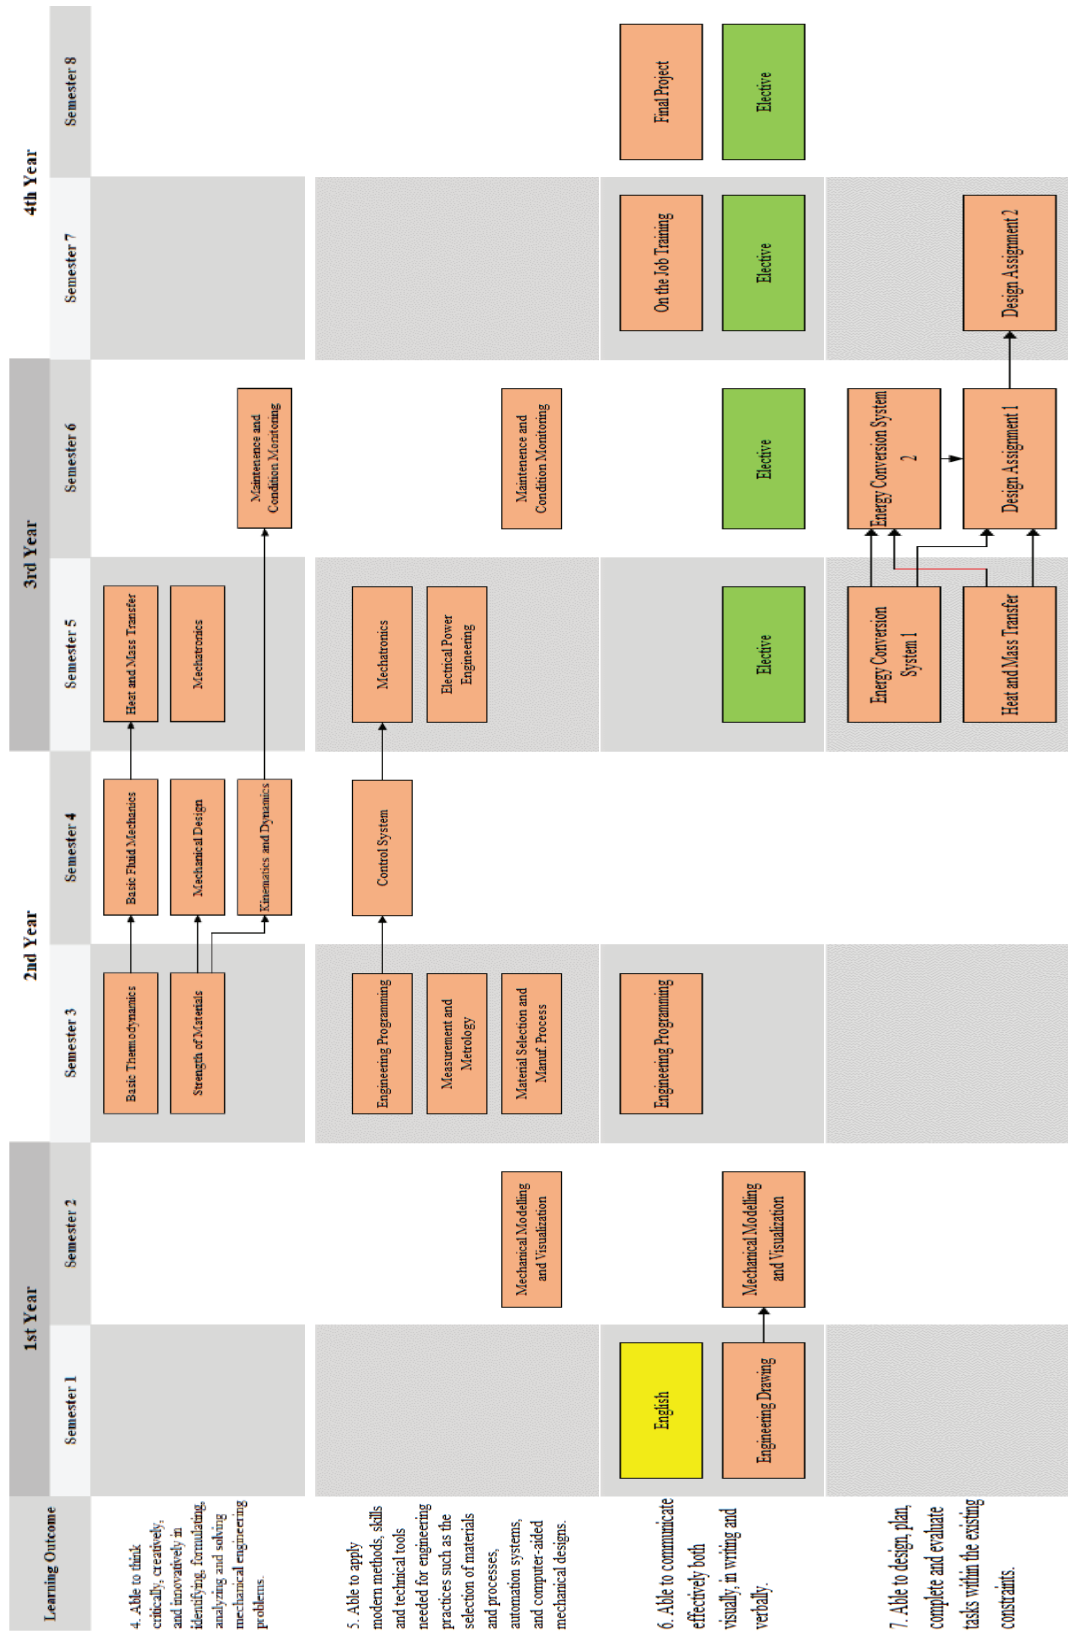 Learning Outcome
1st Year
2nd Year
3rd Year
4th Year
Semester 1
Semester 2
Semester 3
Semester 4
Semester 5
Semester 6
Semester 7
Semester 8
4. Able to think
critically, creatively,
and innovatively in
identifying, formulating,
analyzing and solving
mechanical engineering
problems.
Basic Thermodynamics
Basic Fluid Mechanics
Heat and Mass Transfer
Strength of Materials
Mechanical Design
Mechatronics
Kinematics and Dynamics
Maintenence and
Condition Monitoring
5. Able to apply
modern methods, skills
and technical tools
needed for engineering
practices such as the
selection of materials
and processes,
automation systems,
and computer-aided
mechanical designs.
Engineering Programming
Control System
Mechatronics
Measurement and
Metrology
Electrical Power
Engineering
Mechanical Modelling
and Visualization
Material Selection and
Manuf. Process
Maintenence and
Condition Monitoring
6. Able to communicate
effectively both
visually, in writing and
verbally.
English
Engineering Programming
On the Job Training
Final Project
Engineering Drawing
Mechanical Modelling
and Visualization
Elective
Elective
Elective
Elective
7. Able to design, plan,
complete and evaluate
tasks within the existing
constraints.
Energy Conversion
System 1
Energy Conversion System
2
Heat and Mass Transfer
Design Assignment 1
Design Assignment 2